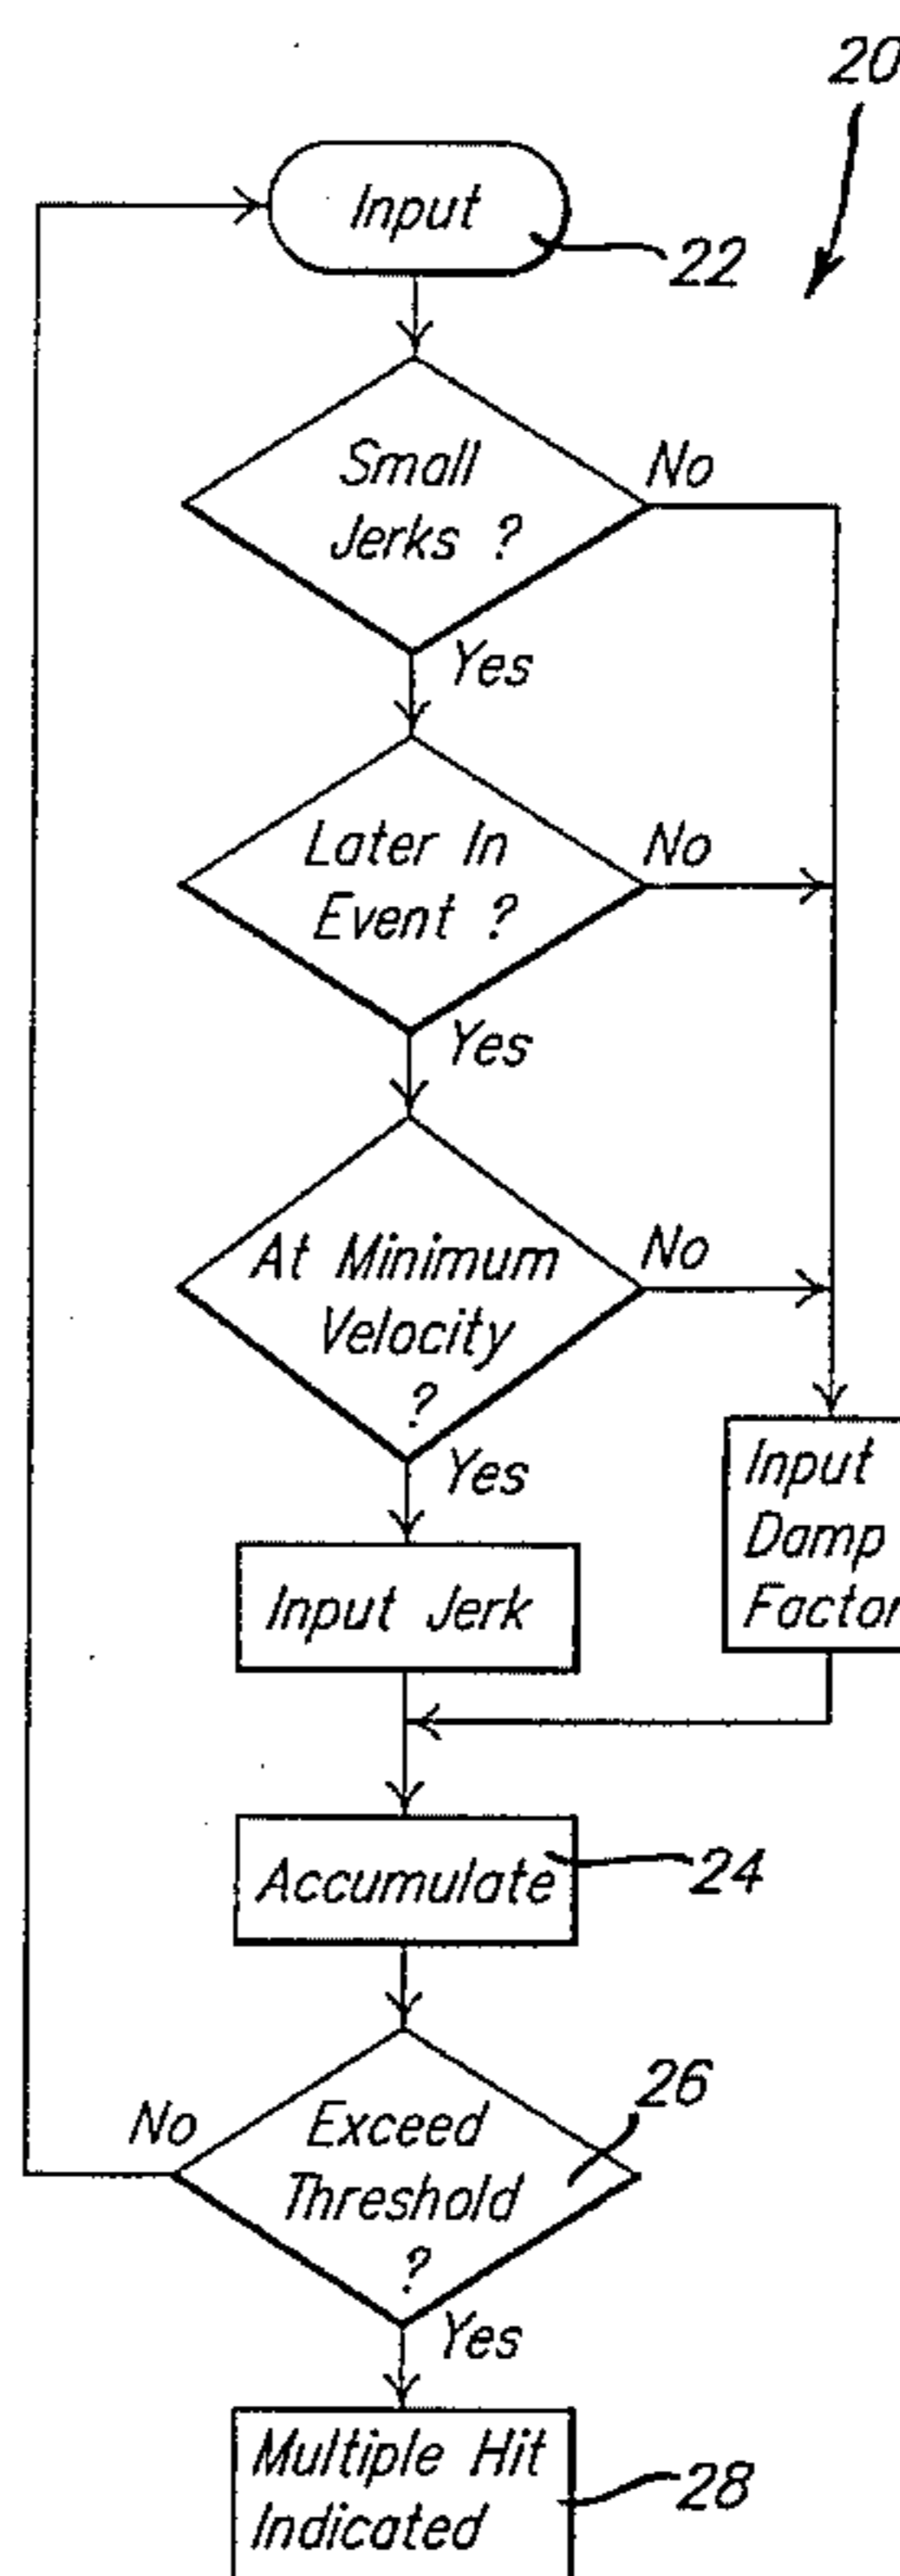 20
Input
22
Small
Jerks ?
No
Yes
Later In
Event ?
No
Yes
At Minimum
Velocity
?
No
Yes
Input
Damp
Factor
Input Jerk
Accumulate
24
26
No
Exceed
Threshold
?
Yes
Multiple Hit
Indicated
28